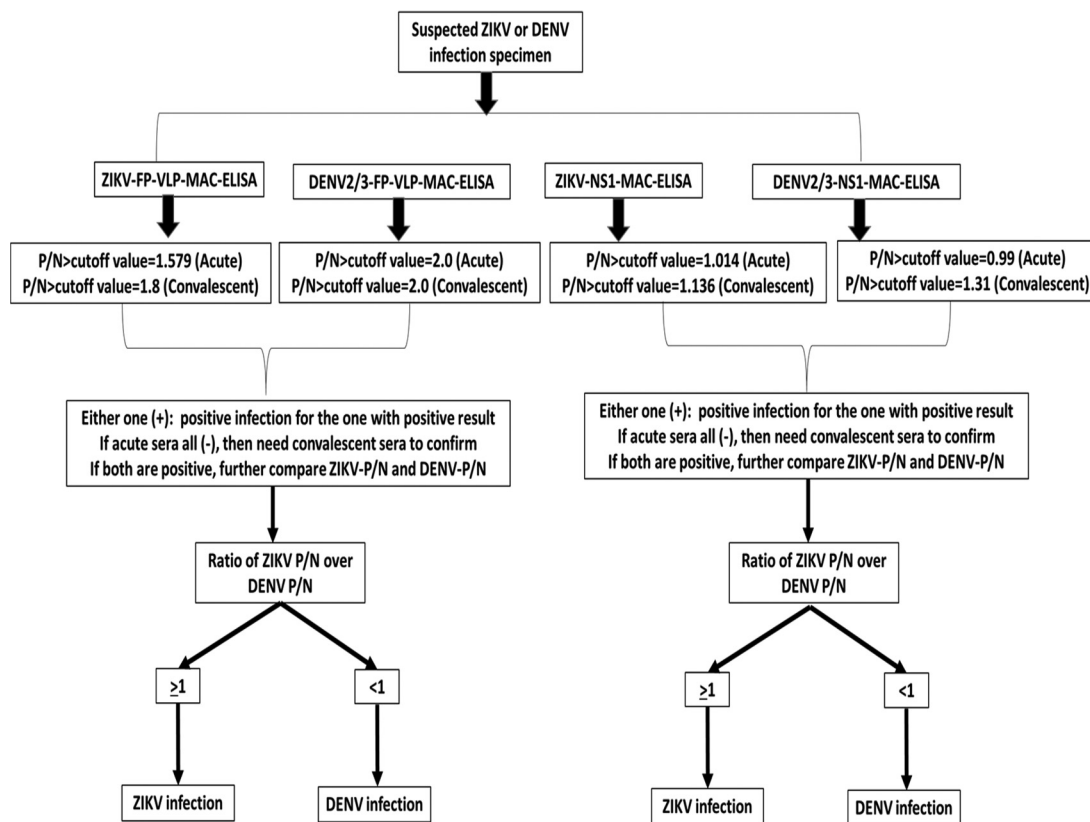 Suspected ZIKV or DENV
infection specimen
ZIKV-FP-VLP-MAC-ELISA
DENV2/3-FP-VLP-MAC-ELISA
ZIKV-NS1-MAC-ELISA
DENV2/3-NS1-MAC-ELISA
P/N>cutoff value=1.579 (Acute)
P/N>cutoff value=1.8 (Convalescent)
P/N>cutoff value=2.0 (Acute)
P/N>cutoff value=2.0 (Convalescent)
P/N>cutoff value=1.014 (Acute)
P/N>cutoff value=1.136 (Convalescent)
P/N>cutoff value=0.99 (Acute)
P/N>cutoff value=1.31 (Convalescent)
Either one (+): positive infection for the one with positive result
If acute sera all (-), then need convalescent sera to confirm
If both are positive, further compare ZIKV-P/N and DENV-P/N
Either one (+): positive infection for the one with positive result
If acute sera all (-), then need convalescent sera to confirm
If both are positive, further compare ZIKV-P/N and DENV-P/N
Ratio of ZIKV P/N over
DENV P/N
Ratio of ZIKV P/N over
DENV P/N
≥1
<1
≥1
<1
ZIKV infection
DENV infection
ZIKV infection
DENV infection